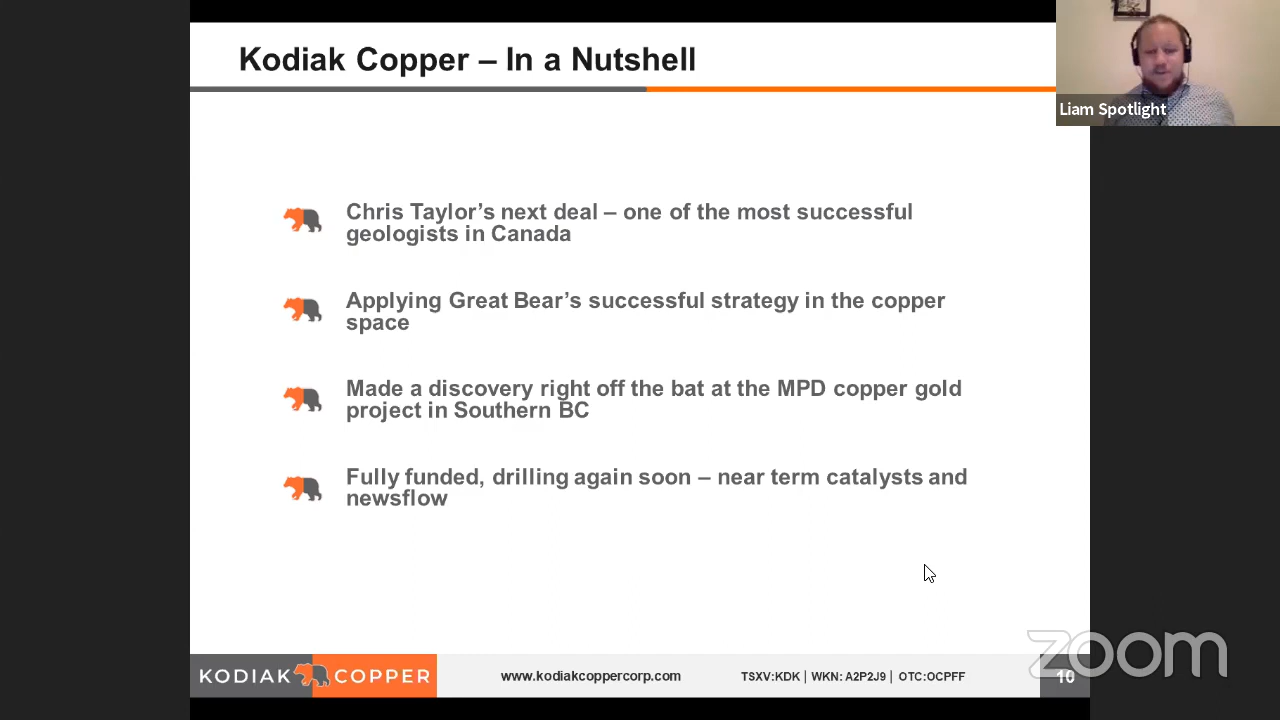 Kodiak Copper – In a Nutshell
Liam Spotlight
Chris Taylor’s next deal – one of the most successful
geologists in Canada
Applying Great Bear’s successful strategy in the copper
space
Made a discovery right off the bat at the MPD copper gold
project in Southern BC
Fully funded, drilling again soon – near term catalysts and
newsflow
KODIAK COPPER
www.kodiakcoppercorp.com
TSXV:KDK | WKN: A2P2J9 | OTC:OCPFF
10
zoom